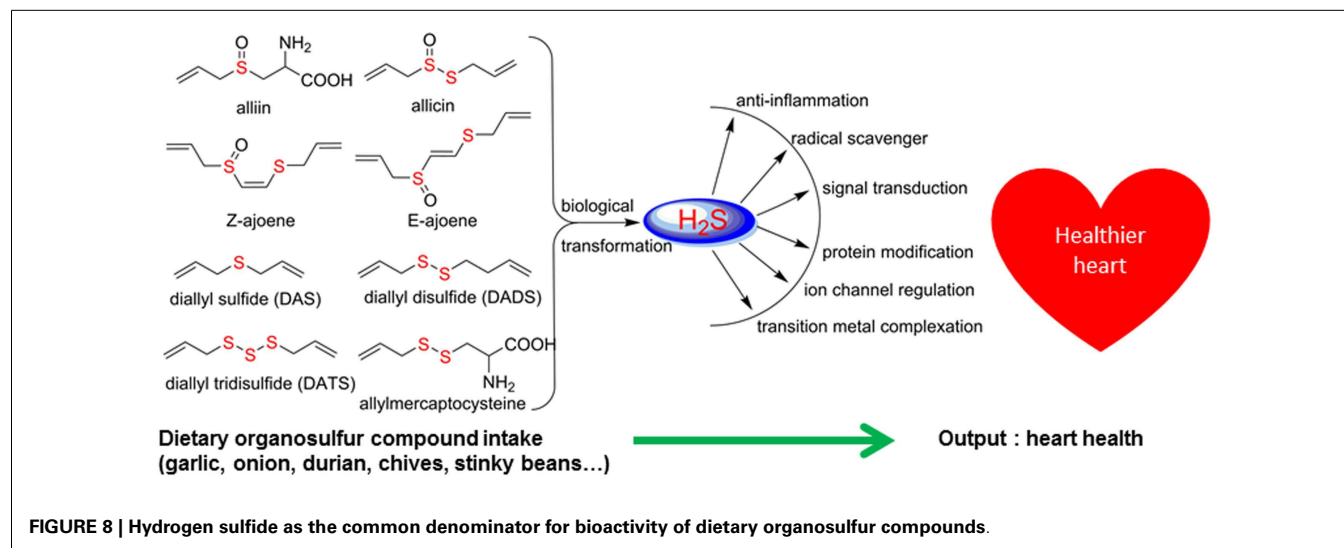 O
NH2
S
COOH
alliin
O
S
S
allicin
O
S
S
Z-ajoene
S
S
O
E-ajoene
S
diallyl sulfide (DAS)
S
S
diallyl disulfide (DADS)
S
S
S
diallyl tridisulfide (DATS)
S
S
COOH
NH2
allylmercaptocysteine
biological
transformation
H2S
anti-inflammation
radical scavenger
signal transduction
protein modification
ion channel regulation
transition metal complexation
Healthier
heart
Dietary organosulfur compound intake
(garlic, onion, durian, chives, stinky beans...)
Output : heart health
FIGURE 8 | Hydrogen sulfide as the common denominator for bioactivity of dietary organosulfur compounds.